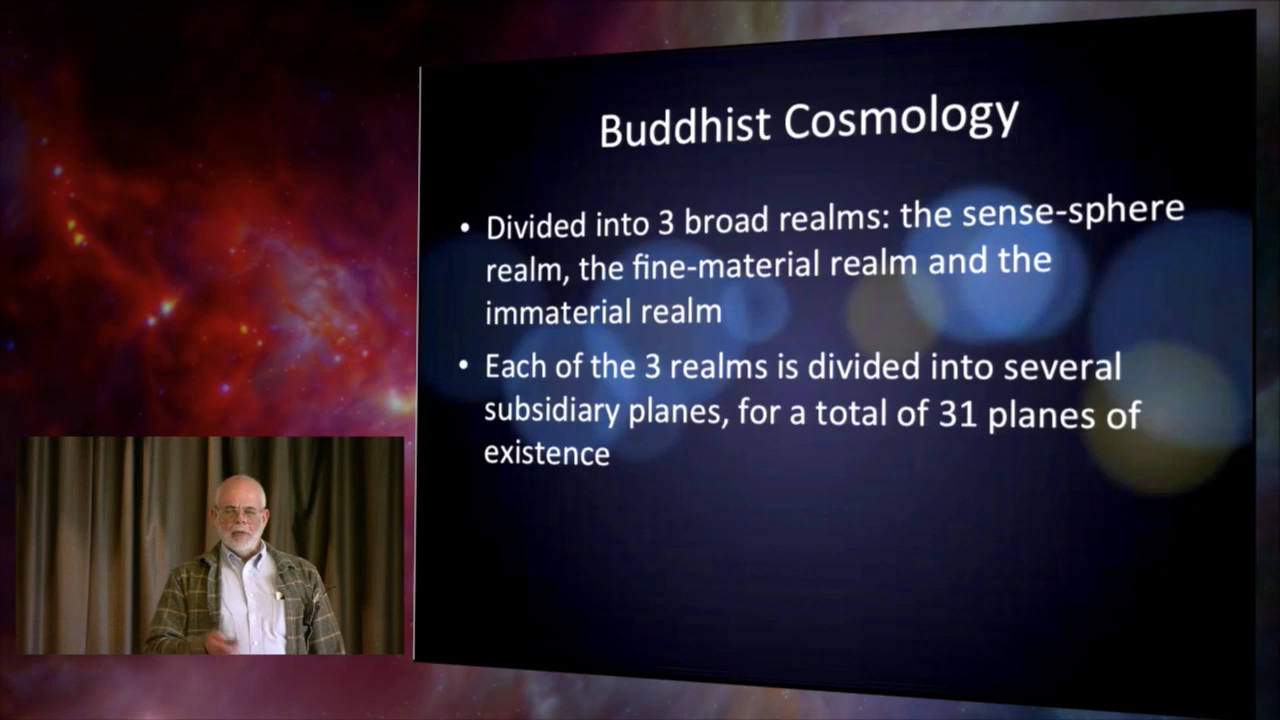 Buddhist Cosmology
• Divided into 3 broad realms: the sense-sphere
realm, the fine-material realm and the
immaterial realm
• Each of the 3 realms is divided into several
subsidiary planes, for a total of 31 planes of
existence